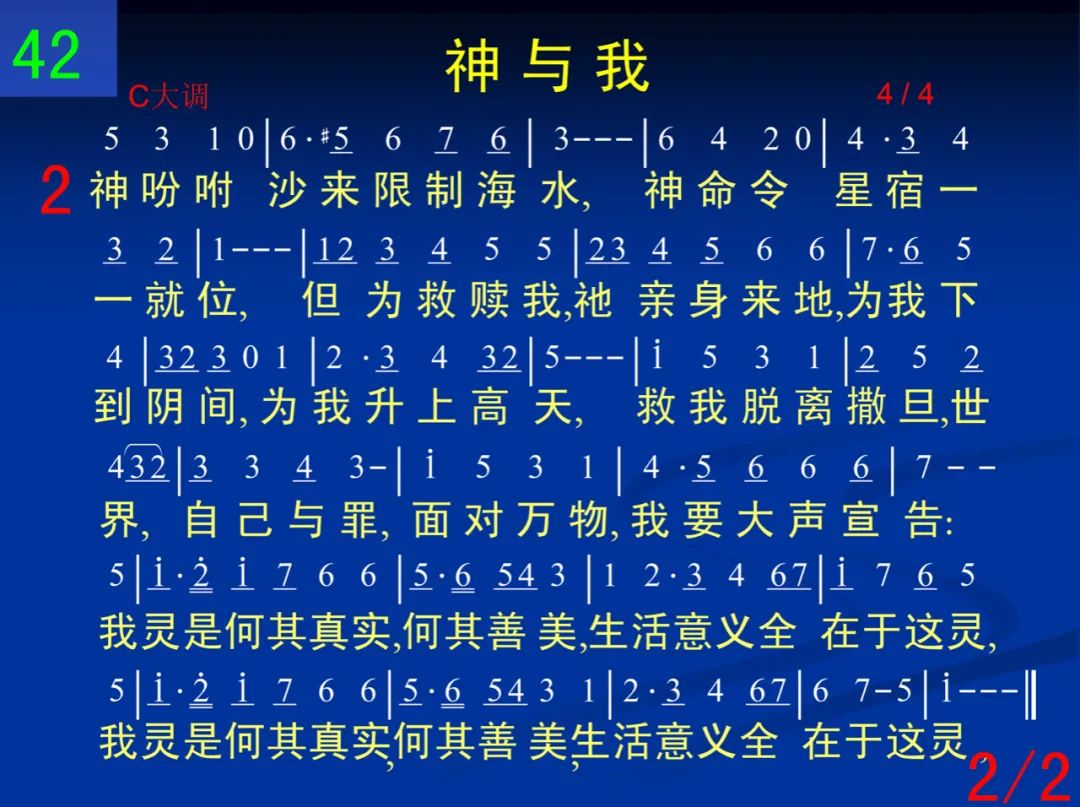 42
神与我
C大调 4/4
5 3 1 0|6·#5 6 7 6|3---|6 4 2 0|4·3 4
2 神吩咐 沙来限制海水, 神命令 星宿一
3 2|1---|12 3 4 5 5|23 4 5 6 6|7·6 5
一就位, 但为救赎我,祂亲身来地,为我下
4|32 3 0 1|2·3 4 32|5---|i 5 3 1|2 5 2
到阴间,为我升上高天, 救我脱离撒旦,世
432|3 3 4 3-|i 5 3 1|4·5 6 6 6|7--
界, 自己与罪, 面对万物,我要大声宣告:
5|i·2̇ i 7 6 6|5·6 54 3|1 2·3 4 67|i 7 6 5
我灵是何其真实,何其善美,生活意义全 在于这灵,
5|i·2̇ i 7 6 6|5·6 54 3 1|2·3 4 67|6 7-5|i---‖
我灵是何其真实,何其善美,生活意义全 在于这灵,
2/2